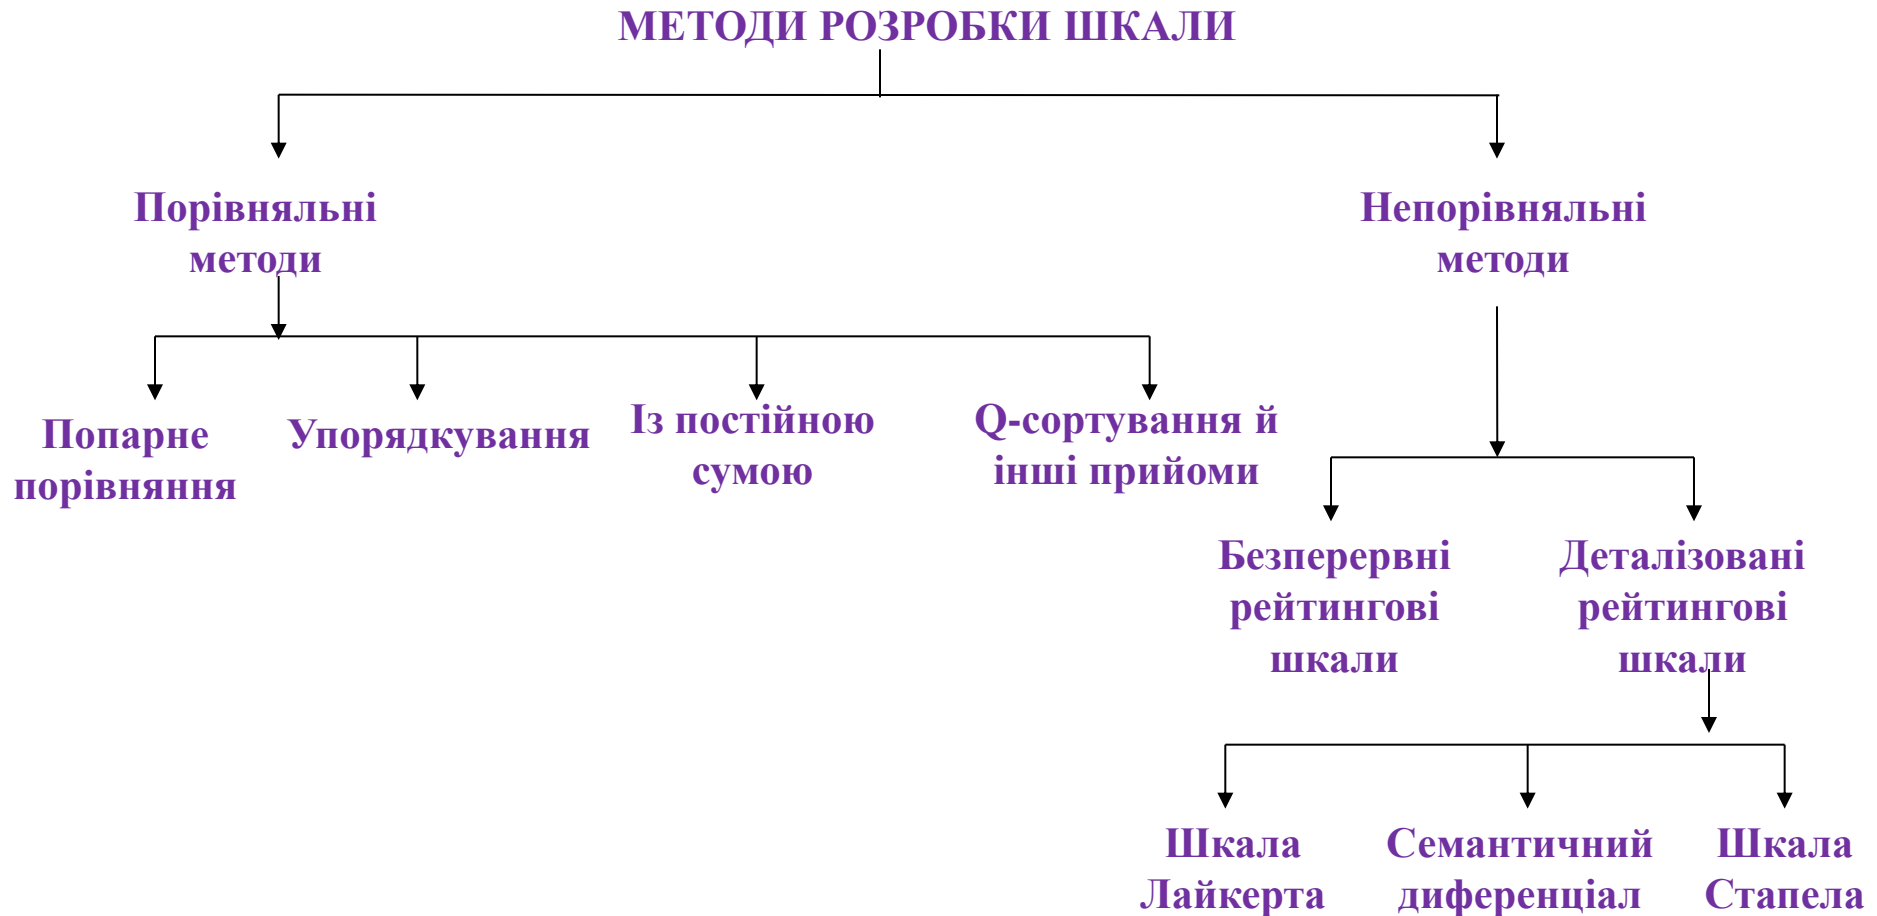 МЕТОДИ РОЗРОБКИ ШКАЛИ
Порівняльні
методи
Непорівняльні
методи
Попарне
порівняння
Упорядкування
Із постійною
сумою
Q-сортування й
інші прийоми
Безперервні
рейтингові
шкали
Деталізовані
рейтингові
шкали
Шкала
Лайкерта
Семантичний
диференціал
Шкала
Стапела